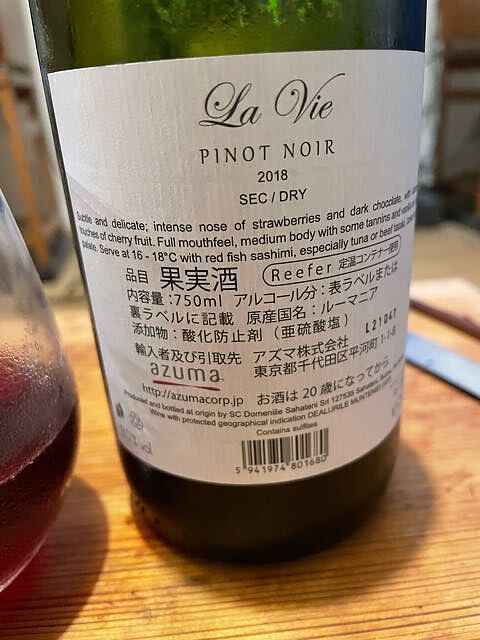 La Vie
PINOT NOIR
2018
SEC / DRY
Subtle and delicate; intense nose of strawberries and dark chocolate, with
touches of cherry fruit. Full mouthfeel, medium body with some tannins and
palate. Serve at 16 - 18°C with red fish sashimi, especially tuna or beef
品目 果実酒 Reefer 定温コンテナー使用
内容量:750ml アルコール分:表ラベルまたは
裏ラベルに記載 原産国名:ルーマニア
添加物:酸化防止剤(亜硫酸塩) L21047
輸入者及び引取先 アズマ株式会社
azuma 東京都千代田区平河町 1-1-8
http://azumacorp.jp お酒は20歳になってから
Produced and bottled at origin by SC Domeniile Sahateni Srl 127535 Sahateni,
Wine with protected geographical indication DEALURILE MUNTENIEI
Contains sulfites
% vol
5 941974 801680